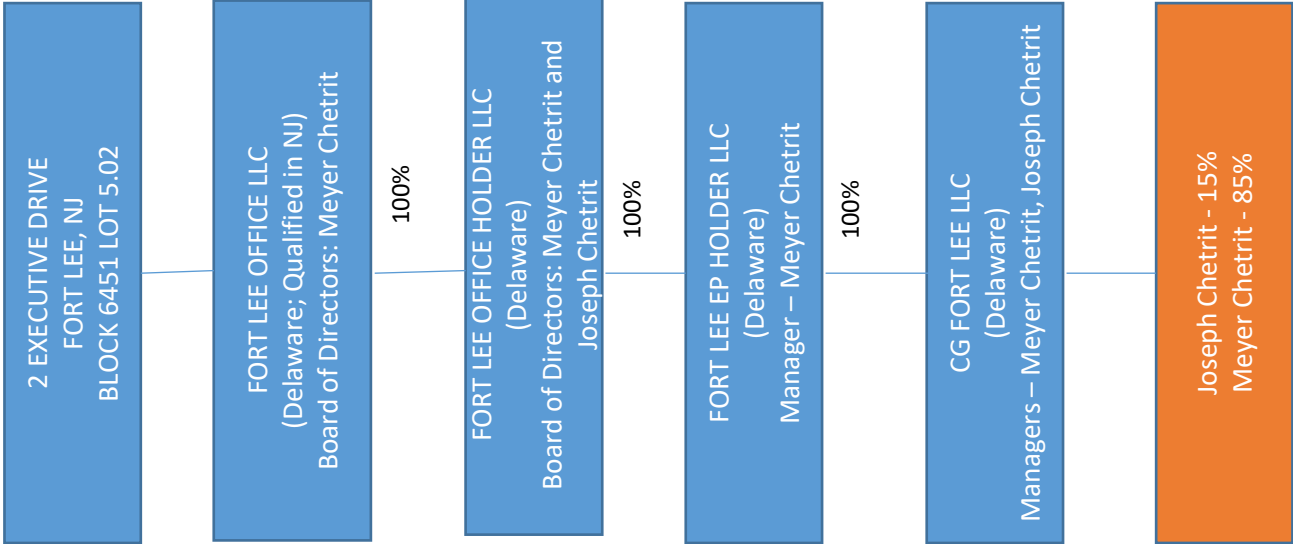 2 EXECUTIVE DRIVE
FORT LEE, NJ
BLOCK 6451 LOT 5.02
FORT LEE OFFICE LLC
(Delaware; Qualified in NJ)
Board of Directors: Meyer Chetrit
100%
FORT LEE OFFICE HOLDER LLC
(Delaware)
Board of Directors: Meyer Chetrit and
Joseph Chetrit
100%
FORT LEE EP HOLDER LLC
(Delaware)
Manager – Meyer Chetrit
100%
CG FORT LEE LLC
(Delaware)
Managers – Meyer Chetrit, Joseph Chetrit
Joseph Chetrit - 15%
Meyer Chetrit - 85%